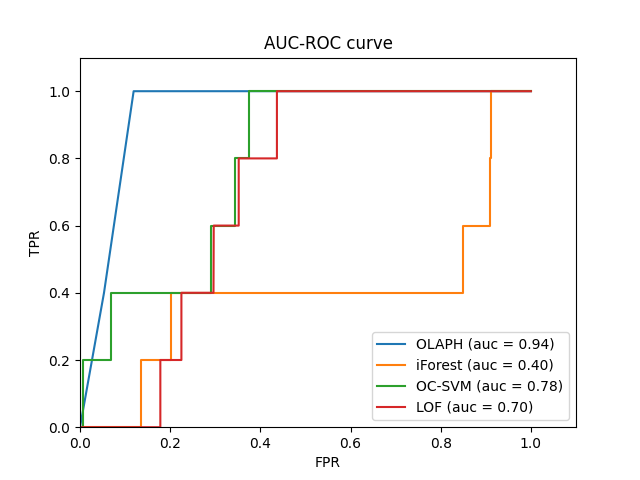 AUC-ROC curve
TPR
1.0
0.8
0.6
0.4
0.2
0.0
0.0 0.2 0.4 0.6 0.8 1.0
FPR
OLAPH (auc = 0.94)
iForest (auc = 0.40)
OC-SVM (auc = 0.78)
LOF (auc = 0.70)